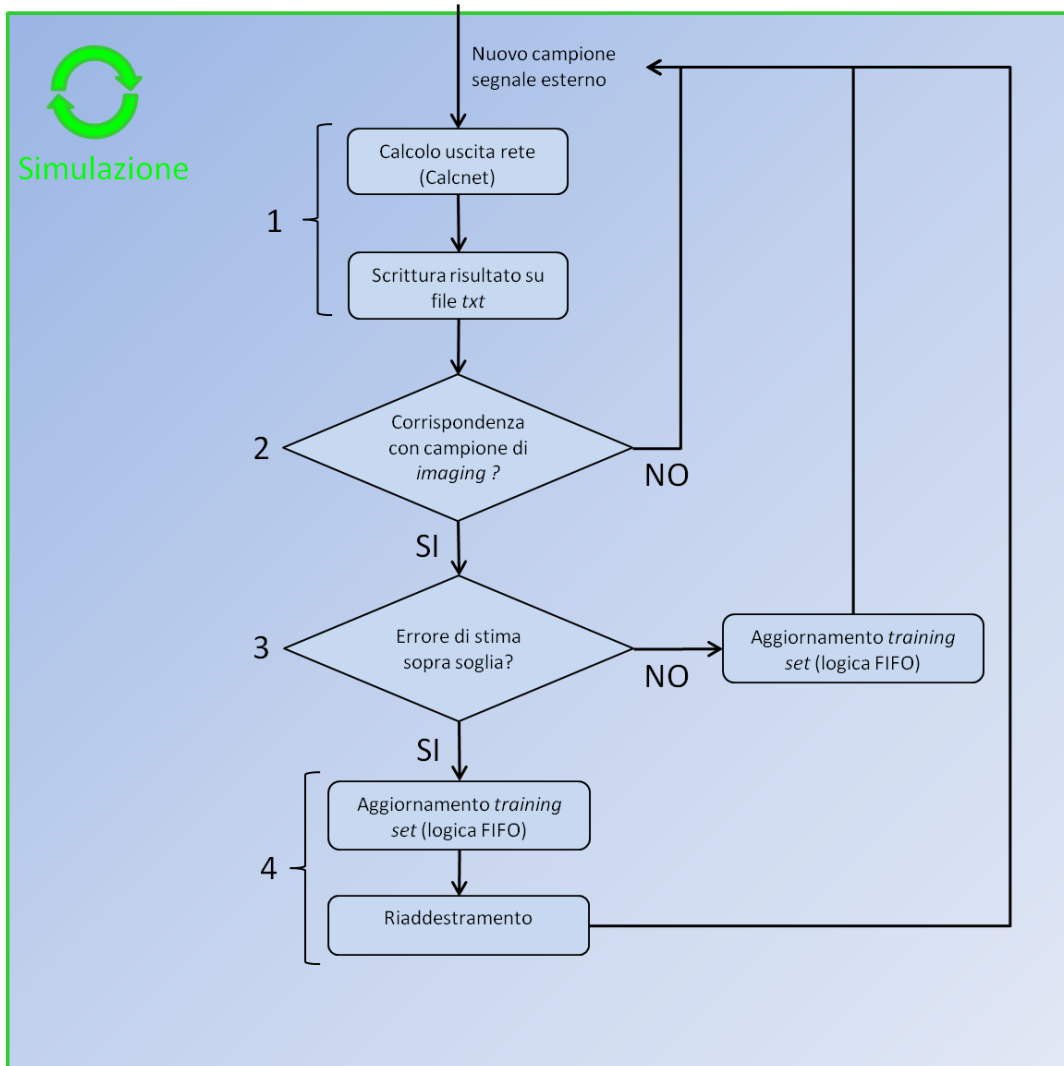 Nuovo campione
segnale esterno
Simulazione
1
Calcolo uscita rete
(Calcnet)
Scrittura risultato su
file txt
2
Corrispondenza
con campione di
imaging ?
NO
SI
3
Errore di stima
sopra soglia?
NO
Aggiornamento training
set (logica FIFO)
SI
4
Aggiornamento training
set (logica FIFO)
Riaddestramento